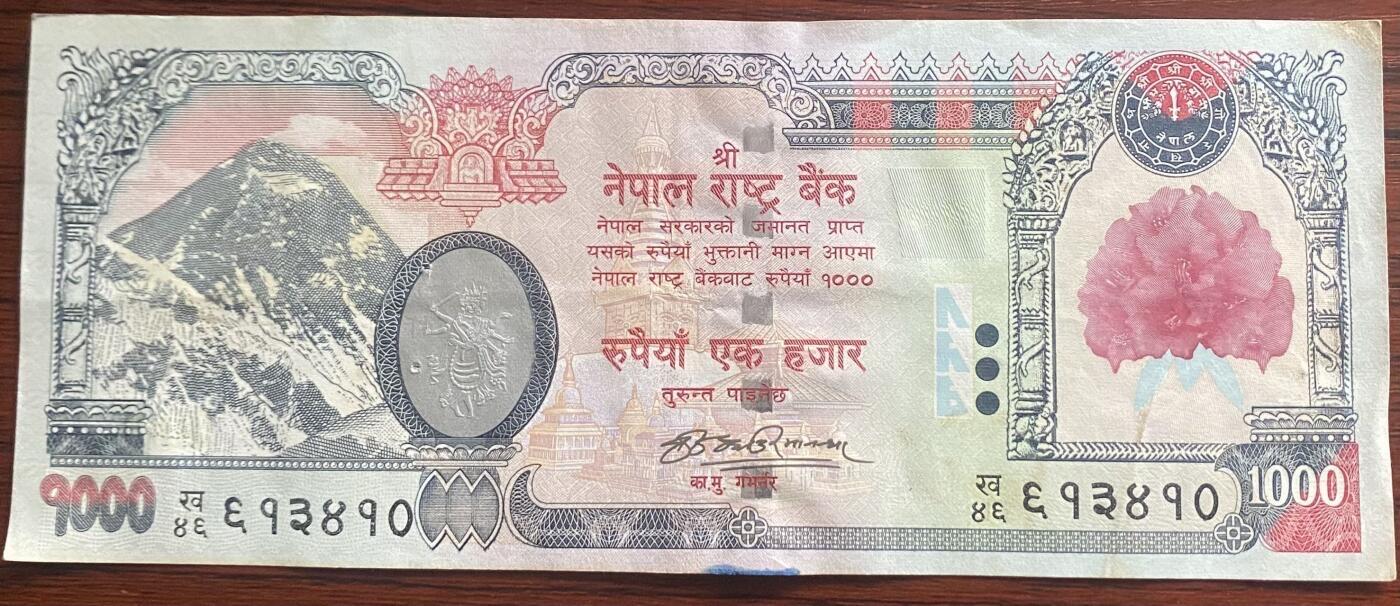 श्री
नेपाल राष्ट्र बैंक
नेपाल सरकारको जमानत प्राप्त
यसको रुपैयाँ भुक्तानी माग्न आएमा
नेपाल राष्ट्र बैंकबाट रुपैयाँ १०००
रुपैयाँ एक हजार
तुरुन्त पाइनेछ
का.मु. गभर्नर
१००० ख ४६ ६१३४१०
ख ४६ ६१३४१० 1000